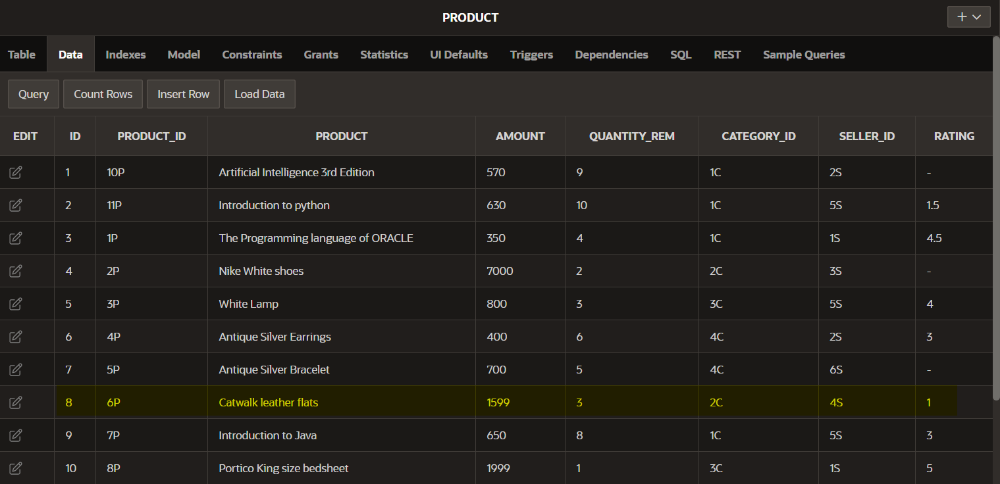 PRODUCT
Table Data Indexes Model Constraints Grants Statistics UI Defaults Triggers Dependencies SQL REST Sample Queries
Query Count Rows Insert Row Load Data
EDIT ID PRODUCT_ID PRODUCT AMOUNT QUANTITY_REM CATEGORY_ID SELLER_ID RATING
1 10P Artificial Intelligence 3rd Edition 570 9 1C 2S -
2 11P Introduction to python 630 10 1C 5S 1.5
3 1P The Programming language of ORACLE 350 4 1C 1S 4.5
4 2P Nike White shoes 7000 2 2C 3S -
5 3P White Lamp 800 3 3C 5S 4
6 4P Antique Silver Earrings 400 6 4C 2S 3
7 5P Antique Silver Bracelet 700 5 4C 6S -
8 6P Catwalk leather flats 1599 3 2C 4S 1
9 7P Introduction to Java 650 8 1C 5S 3
10 8P Portico King size bedsheet 1999 1 3C 1S 5